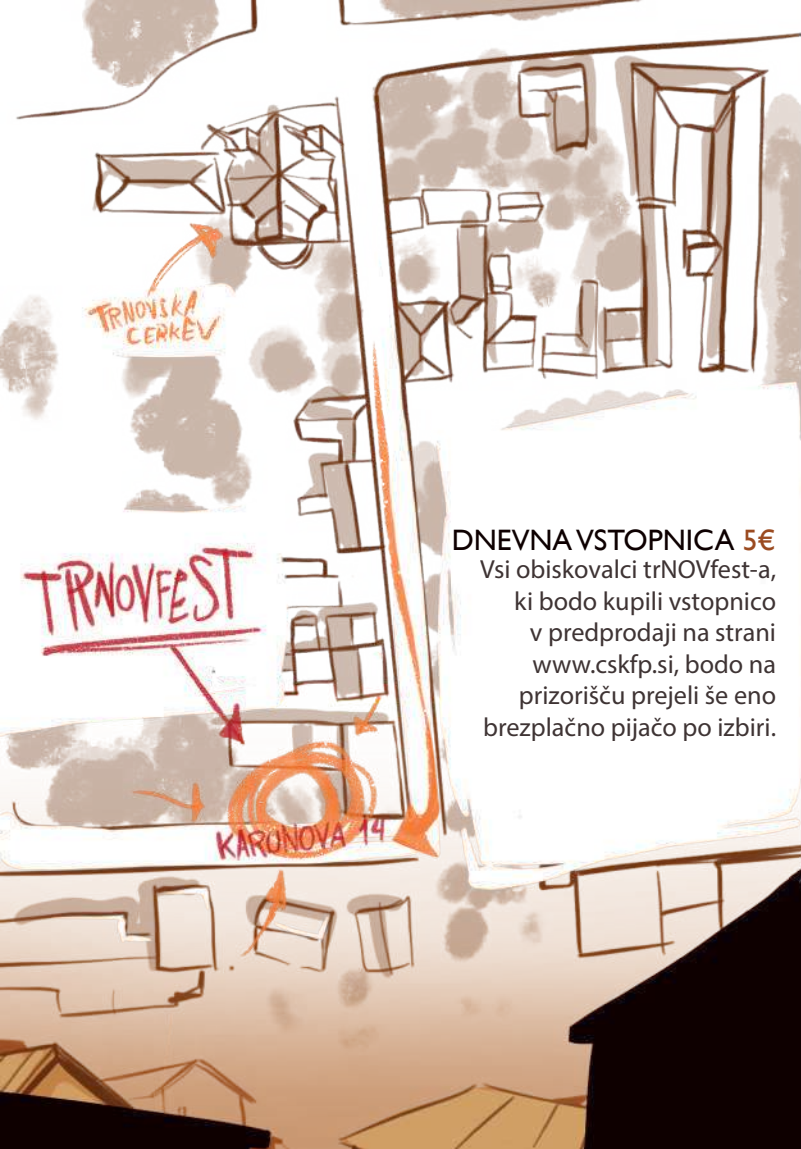 TRNOVSKA
CERKEV
TRNOVFEST
DNEVNA VSTOPNICA 5€
Vsi obiskovalci trNOVfest-a,
ki bodo kupili vstopnico
v predprodaji na strani
www.cskfp.si, bodo na
prizorišču prejeli še eno
brezplačno pijačo po izbiri.
KARUNOVA 14